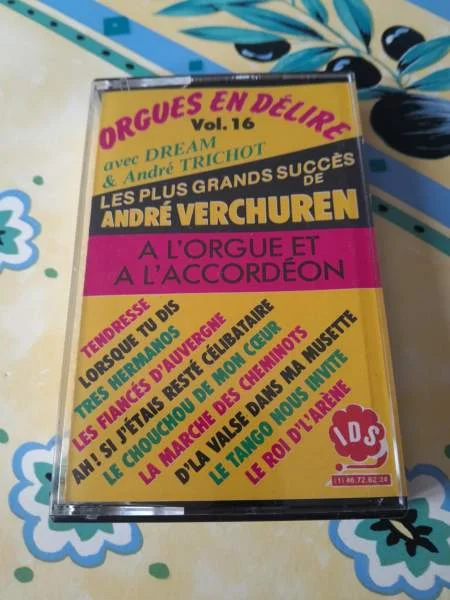 ORGUES EN DÉLIRE
Vol. 16
avec DREAM
& André TRICHOT
LES PLUS GRANDS SUCCÈS
DE
ANDRÉ VERCHUREN
A L'ORGUE ET
A L'ACCORDÉON
TENDRESSE
LORSQUE TU DIS
TRES HERMANOS
LES FIANCÉS D'AUVERGNE
AH! SI J'ÉTAIS RESTÉ CÉLIBATAIRE
LE CHOUCHOU DE MON CŒUR
LA MARCHE DES CHEMINOTS
D'LA VALSE DANS MA MUSETTE
LE TANGO NOUS INVITE
LE ROI D'L'ARÈNE
IDS
(1) 46.72.62.24